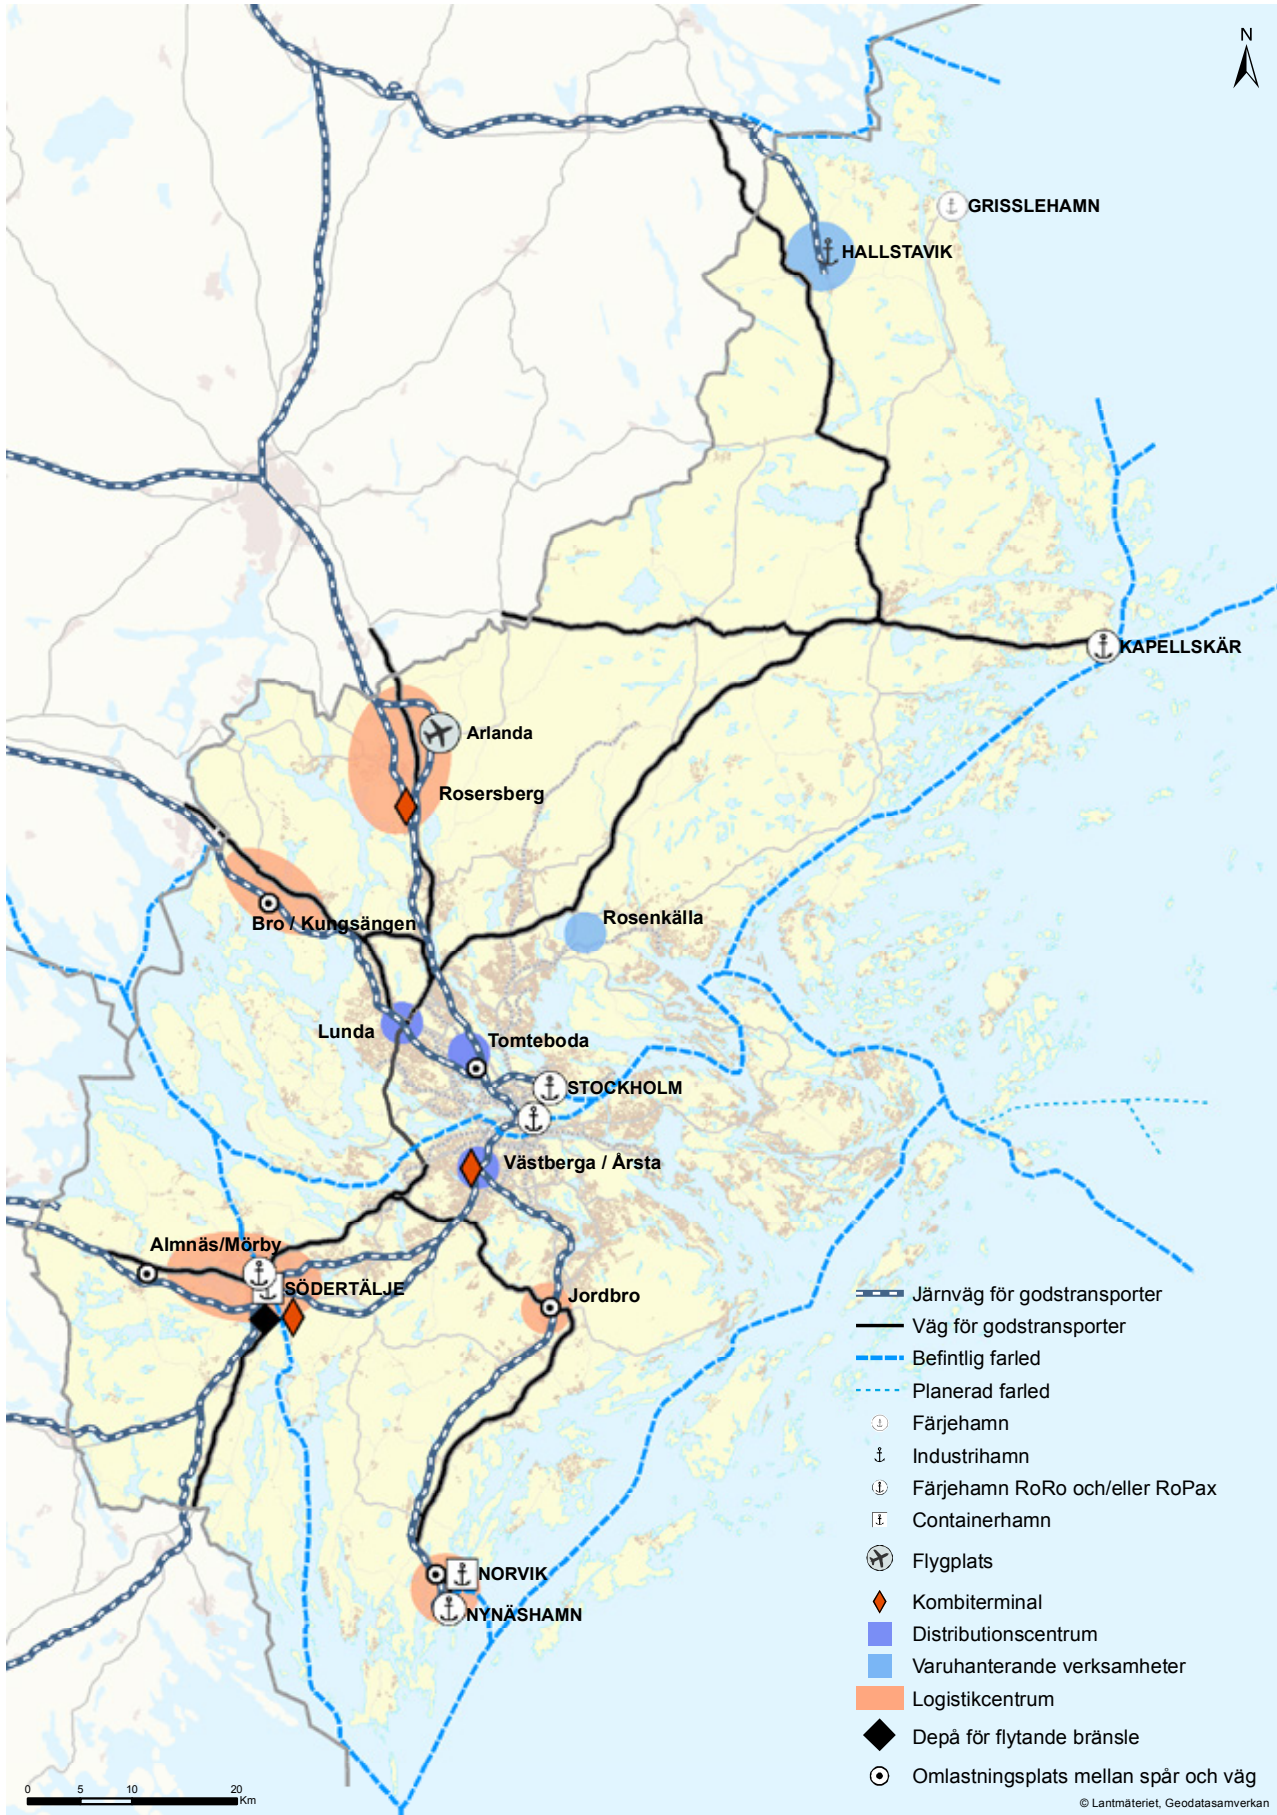 N
GRISSLEHAMN
HALLSTAVIK
KAPELLSKÄR
Arlanda
Rosersberg
Rosenkälla
Bro / Kungsängen
Lunda
Tomteboda
STOCKHOLM
Västberga / Årsta
Almnäs/Mörby
SÖDERTÄLJE
Jordbro
NORVIK
NYNÄSHAMN
Järnväg för godstransporter
Väg för godstransporter
Befintlig farled
Planerad farled
Färjehamn
Industrihamn
Färjehamn RoRo och/eller RoPax
Containerhamn
Flygplats
Kombiterminal
Distributionscentrum
Varuhanterande verksamheter
Logistikcentrum
Depå för flytande bränsle
Omlastningsplats mellan spår och väg
0 5 10 20
Km
© Lantmäteriet, Geodatasamverkan